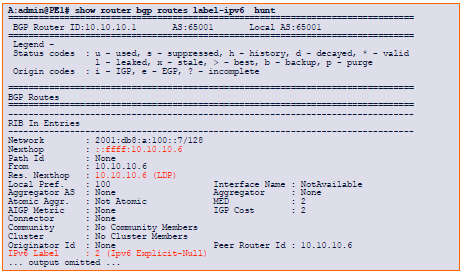 A:admin@PE1# show router bgp routes label-ipv6 hunt
===============================================================================
BGP Router ID:10.10.10.1 AS:65001 Local AS:65001
===============================================================================
Legend -
Status codes : u - used, s - suppressed, h - history, d - decayed, * - valid
l - leaked, x - stale, > - best, b - backup, p - purge
Origin codes : i - IGP, e - EGP, ? - incomplete
===============================================================================
BGP Routes
===============================================================================
-------------------------------------------------------------------------------
RIB In Entries
-------------------------------------------------------------------------------
Network : 2001:db8:a:100::7/128
Nexthop : ::ffff:10.10.10.6
Path Id : None
From : 10.10.10.6
Res. Nexthop : 10.10.10.6 (LDP)
Local Pref. : 100 Interface Name : NotAvailable
Aggregator AS : None Aggregator : None
Atomic Aggr. : Not Atomic MED : 2
AIGP Metric : None IGP Cost : 2
Connector : None
Community : No Community Members
Cluster : No Cluster Members
Originator Id : None Peer Router Id : 10.10.10.6
IPv6 Label : 2 (Ipv6 Explicit-Null)
... output omitted ...